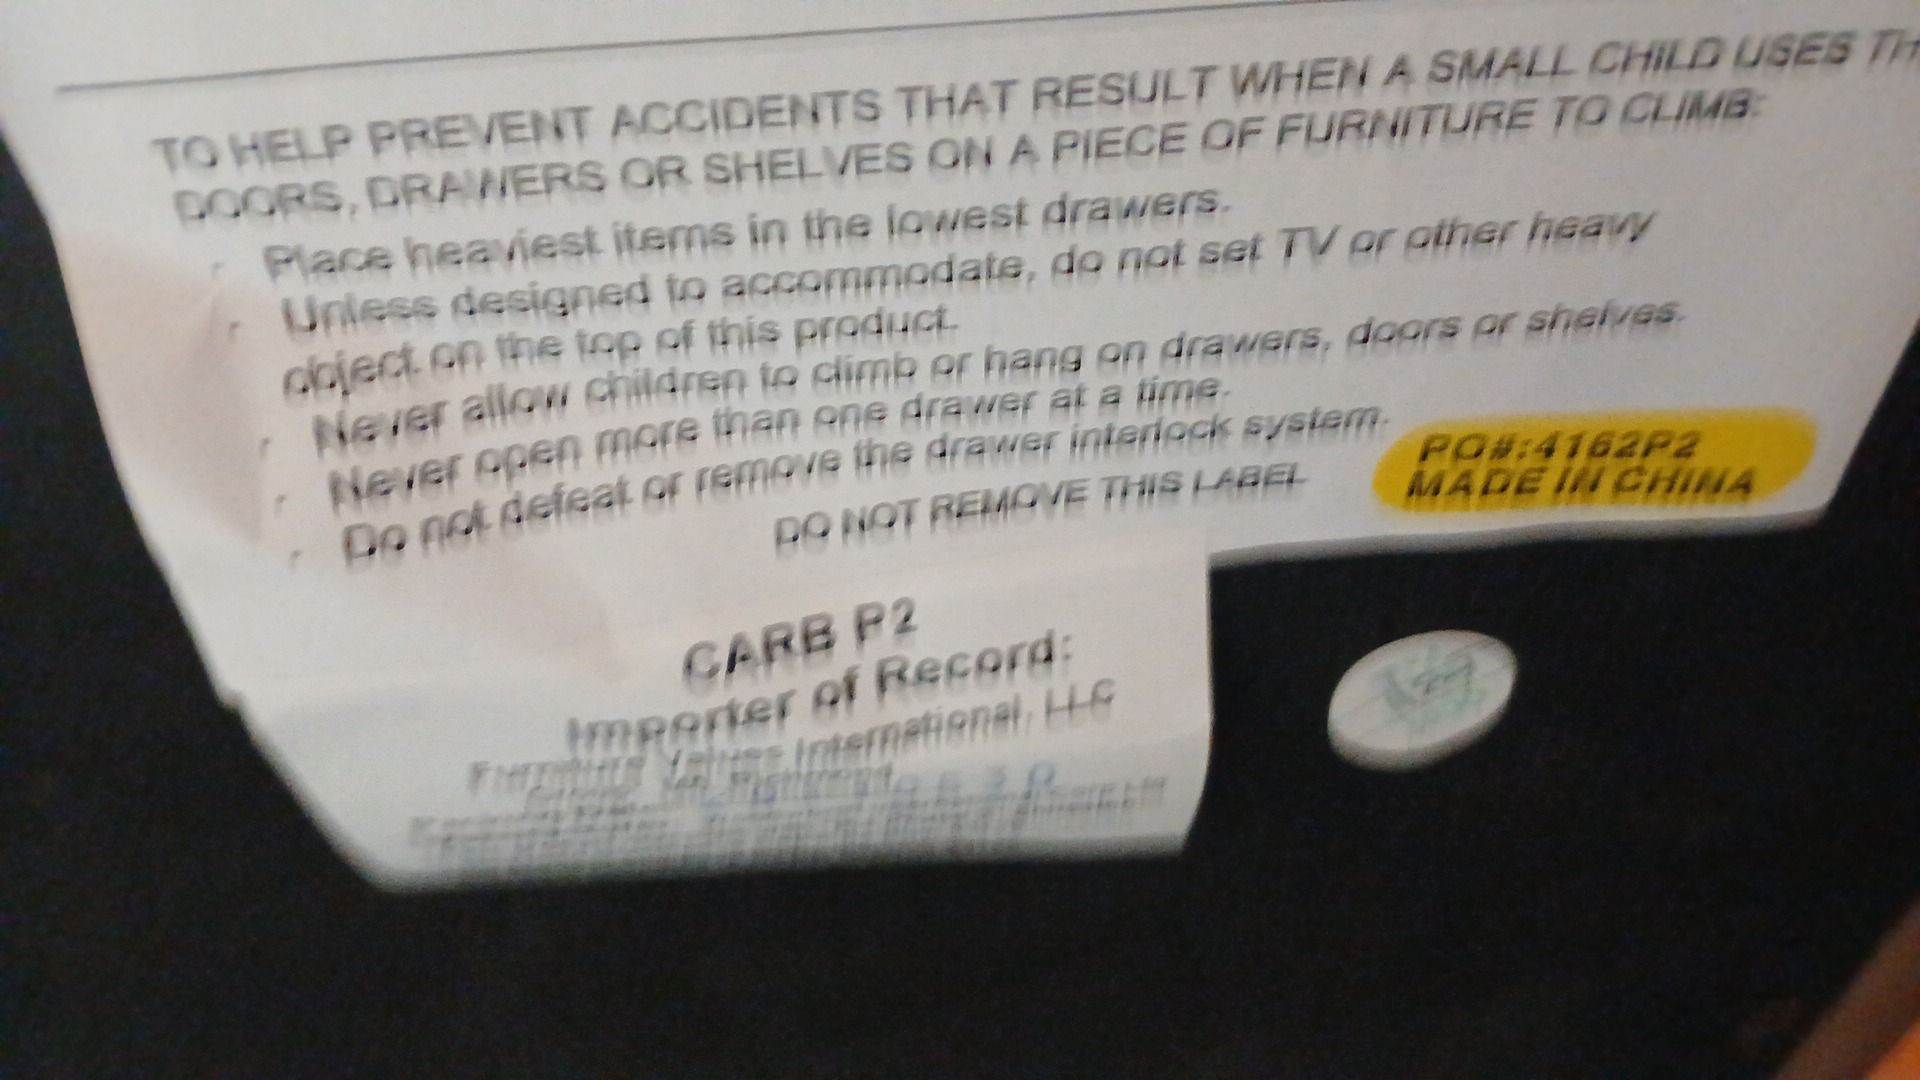 TO HELP PREVENT ACCIDENTS THAT RESULT WHEN A SMALL CHILD USES TH
DOORS, DRAWERS OR SHELVES ON A PIECE OF FURNITURE TO CLIMB:
· Place heaviest items in the lowest drawers.
· Unless designed to accommodate, do not set TV or other heavy
object on the top of this product.
· Never allow children to climb or hang on drawers, doors or shelves.
· Never open more than one drawer at a time.
· Do not defeat or remove the drawer interlock system.
DO NOT REMOVE THIS LABEL
PO#:4162P2
MADE IN CHINA
CARB P2
Importer of Record:
Furniture Values International, LLC